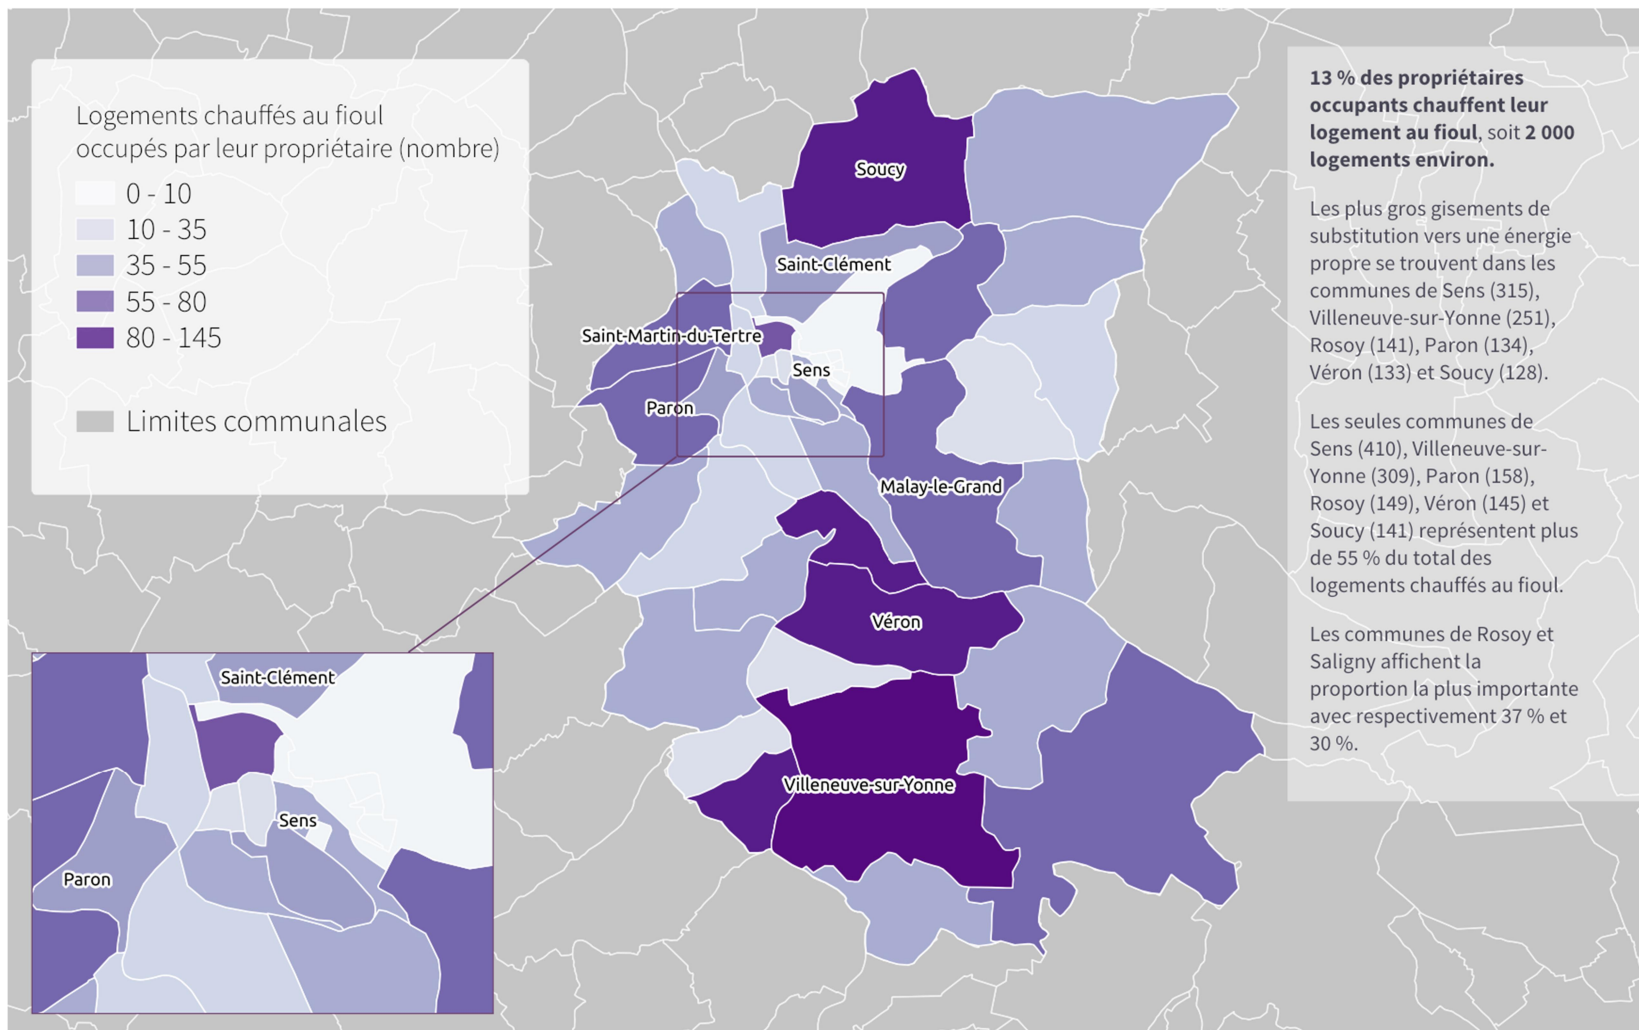 Logements chauffés au fioul
occupés par leur propriétaire (nombre)
0 - 10
10 - 35
35 - 55
55 - 80
80 - 145
Limites communales
Soucy
Saint-Clément
Saint-Martin-du-Tertre
Sens
Paron
Malay-le-Grand
Véron
Villeneuve-sur-Yonne
Saint-Clément
Sens
Paron
13 % des propriétaires
occupants chauffent leur
logement au fioul, soit 2 000
logements environ.
Les plus gros gisements de
substitution vers une énergie
propre se trouvent dans les
communes de Sens (315),
Villeneuve-sur-Yonne (251),
Rosoy (141), Paron (134),
Véron (133) et Soucy (128).
Les seules communes de
Sens (410), Villeneuve-sur-
Yonne (309), Paron (158),
Rosoy (149), Véron (145) et
Soucy (141) représentent plus
de 55 % du total des
logements chauffés au fioul.
Les communes de Rosoy et
Saligny affichent la
proportion la plus importante
avec respectivement 37 % et
30 %.